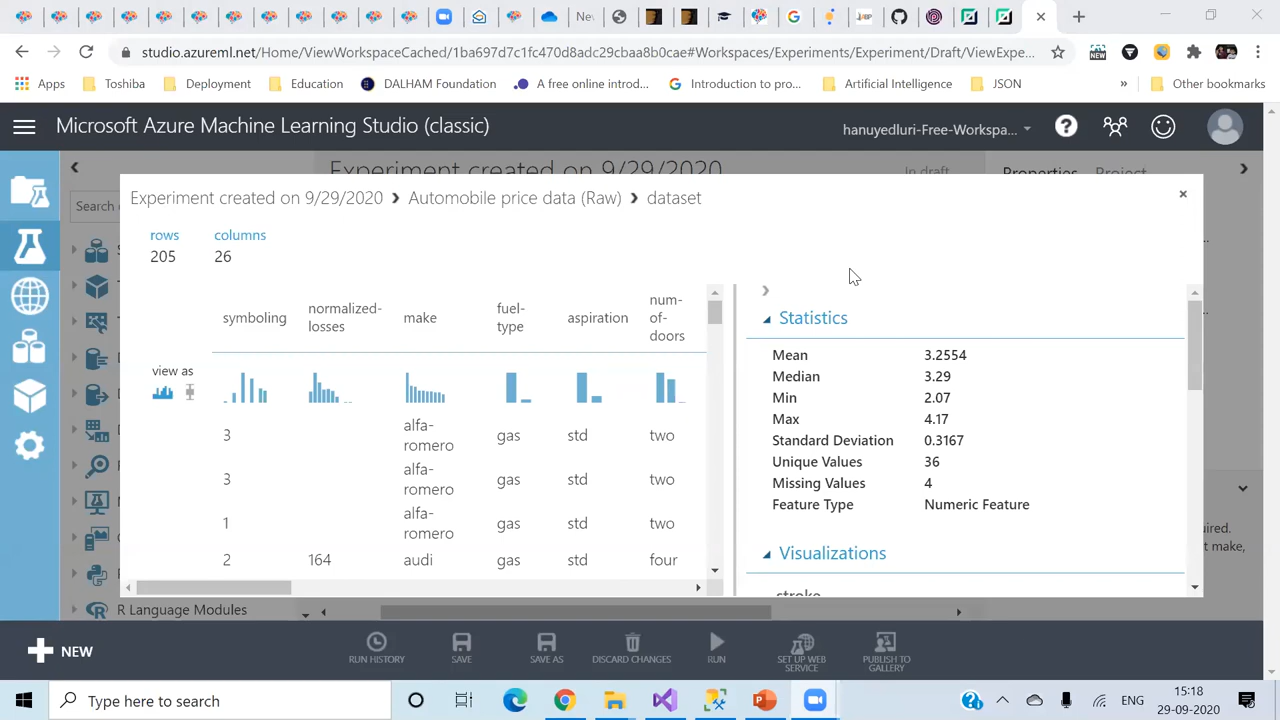 New
studio.azureml.net/Home/ViewWorkspaceCached/1ba697d7c1fc470d8adc29cbaa8b0cae#Workspaces/Experiments/Experiment/Draft/ViewExpe...
NEW
Apps
Toshiba
Deployment
Education
DALHAM Foundation
A free online introd...
Introduction to pro...
Artificial Intelligence
JSON
»
Other bookmarks
Microsoft Azure Machine Learning Studio (classic)
hanuyedluri-Free-Workspa...
Experiment created on 9/29/2020
In draft
Properties Project
Search
Experiment created on 9/29/2020 › Automobile price data (Raw) › dataset
rows columns
205 26
symboling
normalized-
losses
make
fuel-
type
aspiration
num-
of-
doors
view as
3 alfa-
romero gas std two
3 alfa-
romero gas std two
1 alfa-
romero gas std two
2 164 audi gas std four
Statistics
Mean 3.2554
Median 3.29
Min 2.07
Max 4.17
Standard Deviation 0.3167
Unique Values 36
Missing Values 4
Feature Type Numeric Feature
Visualizations
stroke
R Language Modules
NEW
RUN HISTORY
SAVE
SAVE AS
DISCARD CHANGES
RUN
SET UP WEB
SERVICE
PUBLISH TO
GALLERY
Type here to search
ENG
15:18
29-09-2020